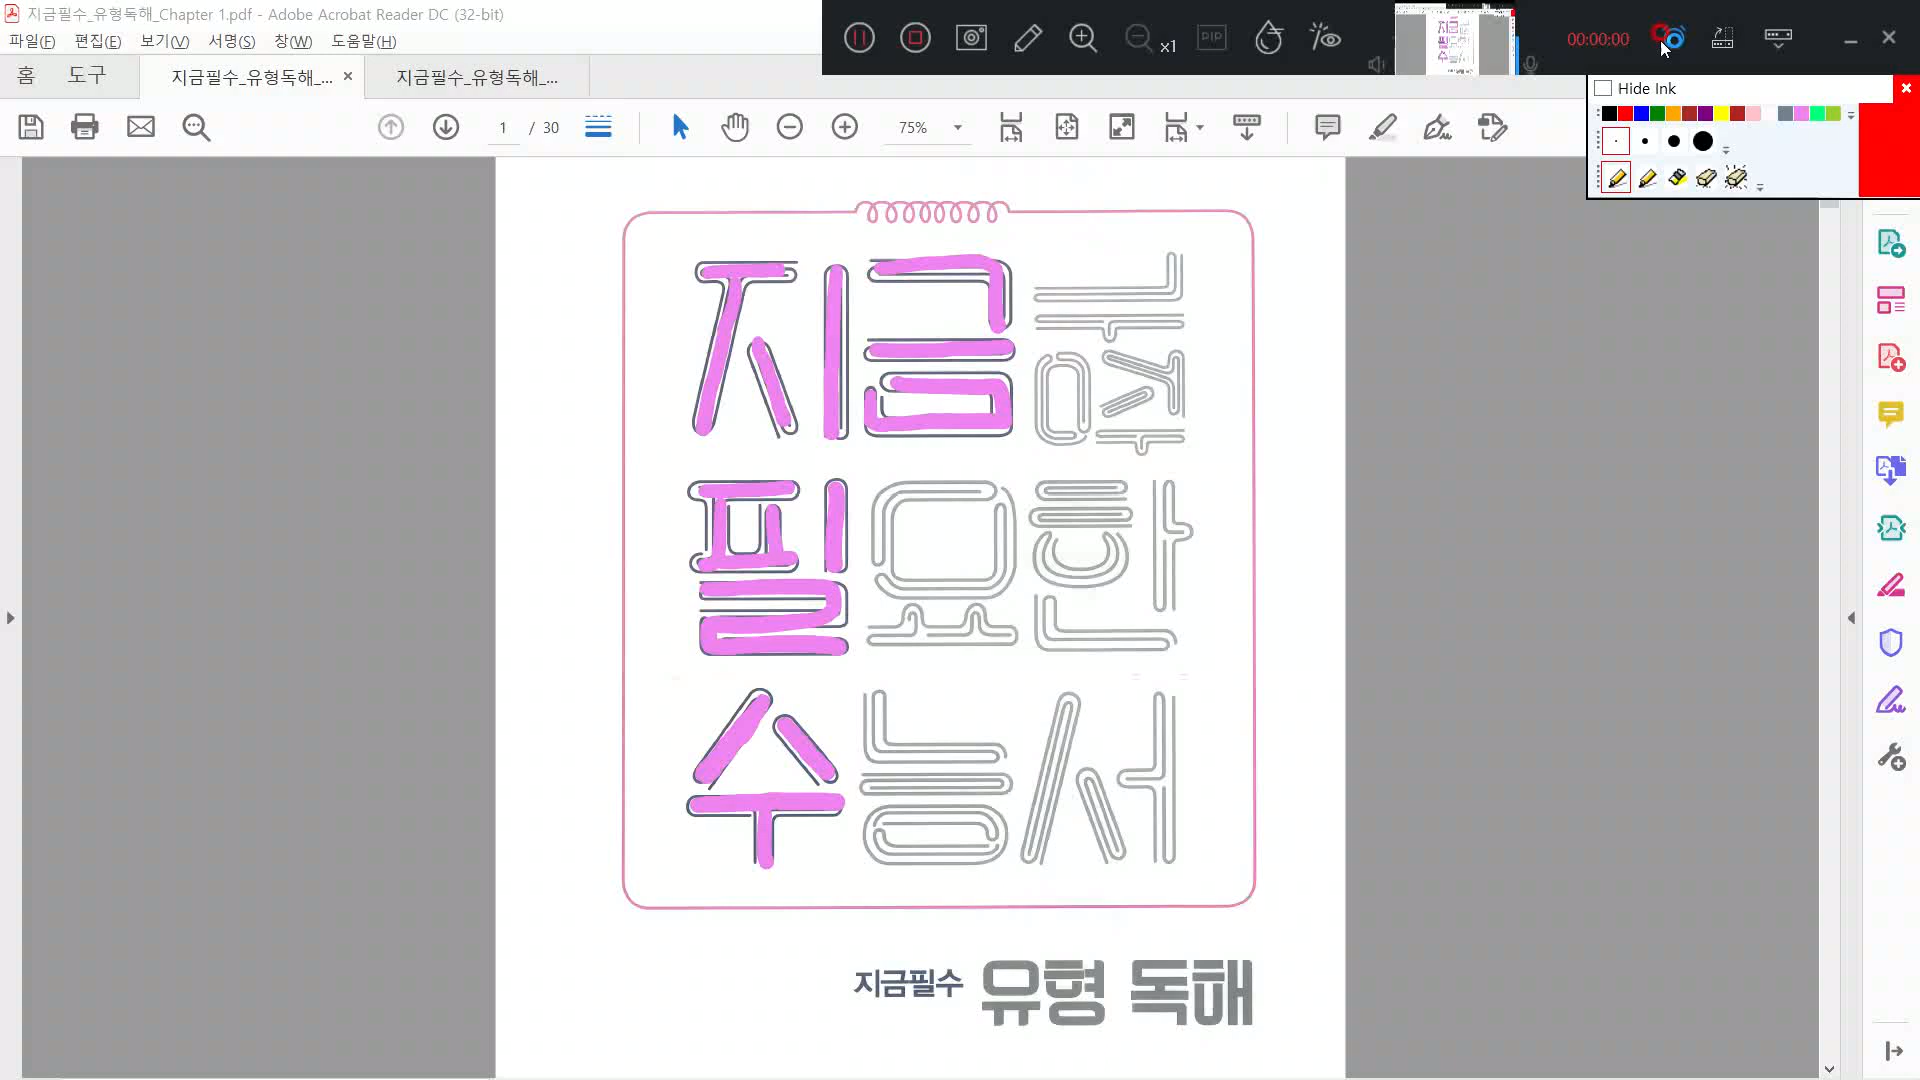 지금필수_유형독해_Chapter 1.pdf - Adobe Acrobat Reader DC (32-bit)
파일(F) 편집(E) 보기(V) 서명(S) 창(W) 도움말(H)
x1 PIP 00:00:00
홈 도구 지금필수_유형독해_... 지금필수_유형독해_...
Hide Ink
1 / 30 75%
지금
필요한
수능서
지금필수 유형 독해